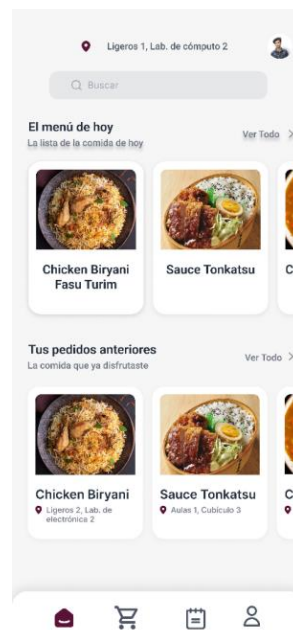 Ligeros 1, Lab. de cómputo 2
Buscar
El menú de hoy
Ver Todo
La lista de la comida de hoy
Chicken Biryani
Fasu Turim
Sauce Tonkatsu
C
Tus pedidos anteriores
Ver Todo
La comida que ya disfrutaste
Chicken Biryani
Ligeros 2, Lab. de
electrónica 2
Sauce Tonkatsu
Aulas 1, Cubículo 3
C